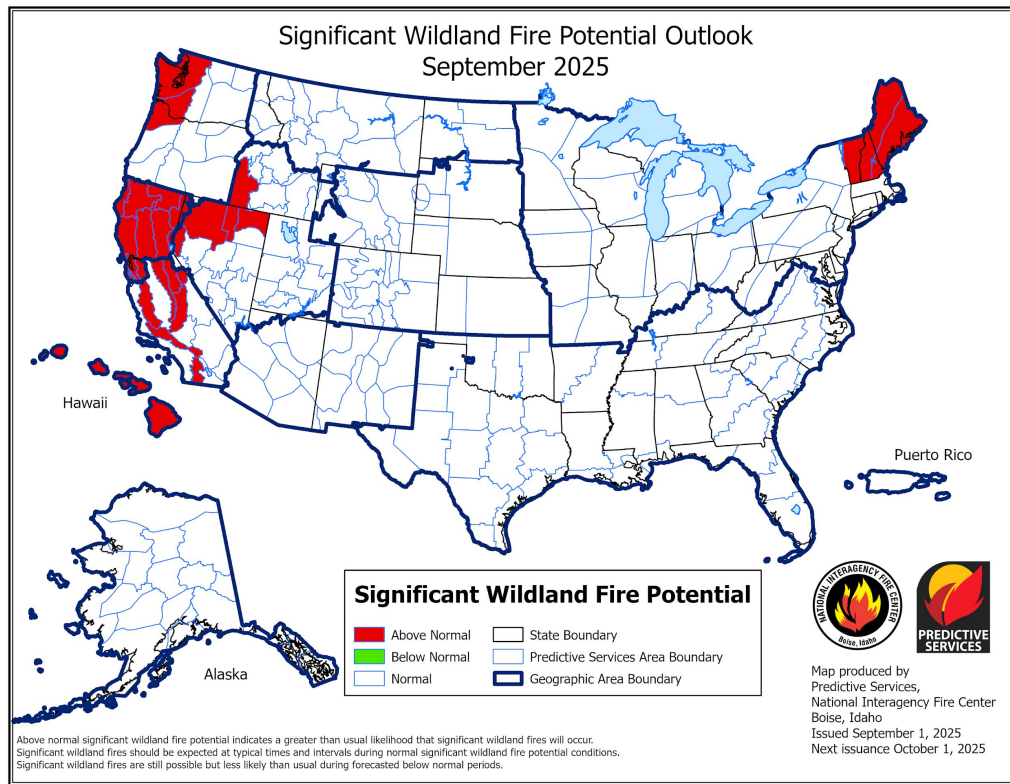 Significant Wildland Fire Potential Outlook
September 2025
Hawaii
Puerto Rico
Alaska
Significant Wildland Fire Potential
Above Normal
Below Normal
Normal
State Boundary
Predictive Services Area Boundary
Geographic Area Boundary
NATIONAL INTERAGENCY FIRE CENTER
Boise, Idaho
PREDICTIVE
SERVICES
Map produced by
Predictive Services,
National Interagency Fire Center
Boise, Idaho
Issued September 1, 2025
Next issuance October 1, 2025
Above normal significant wildland fire potential indicates a greater than usual likelihood that significant wildland fires will occur.
Significant wildland fires should be expected at typical times and intervals during normal significant wildland fire potential conditions.
Significant wildland fires are still possible but less likely than usual during forecasted below normal periods.